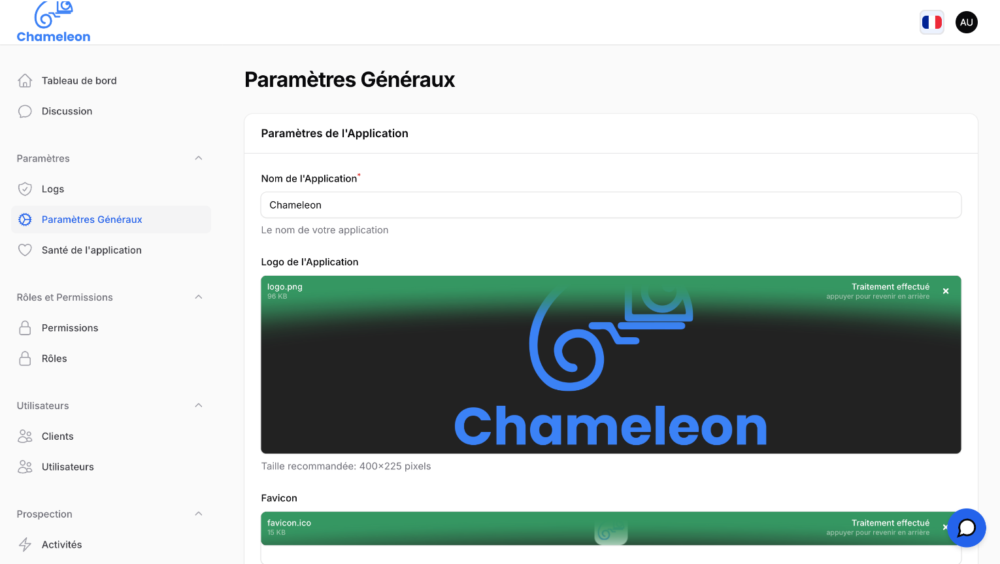 Chameleon
AU
Tableau de bord
Discussion
Paramètres
Logs
Paramètres Généraux
Santé de l'application
Rôles et Permissions
Permissions
Rôles
Utilisateurs
Clients
Utilisateurs
Prospection
Activités
Paramètres Généraux
Paramètres de l'Application
Nom de l'Application*
Chameleon
Le nom de votre application
Logo de l'Application
logo.png
96 KB
Traitement effectué
appuyer pour revenir en arrière
Chameleon
Taille recommandée: 400x225 pixels
Favicon
favicon.ico
15 KB
Traitement effectué
appuyer pour revenir en arrière